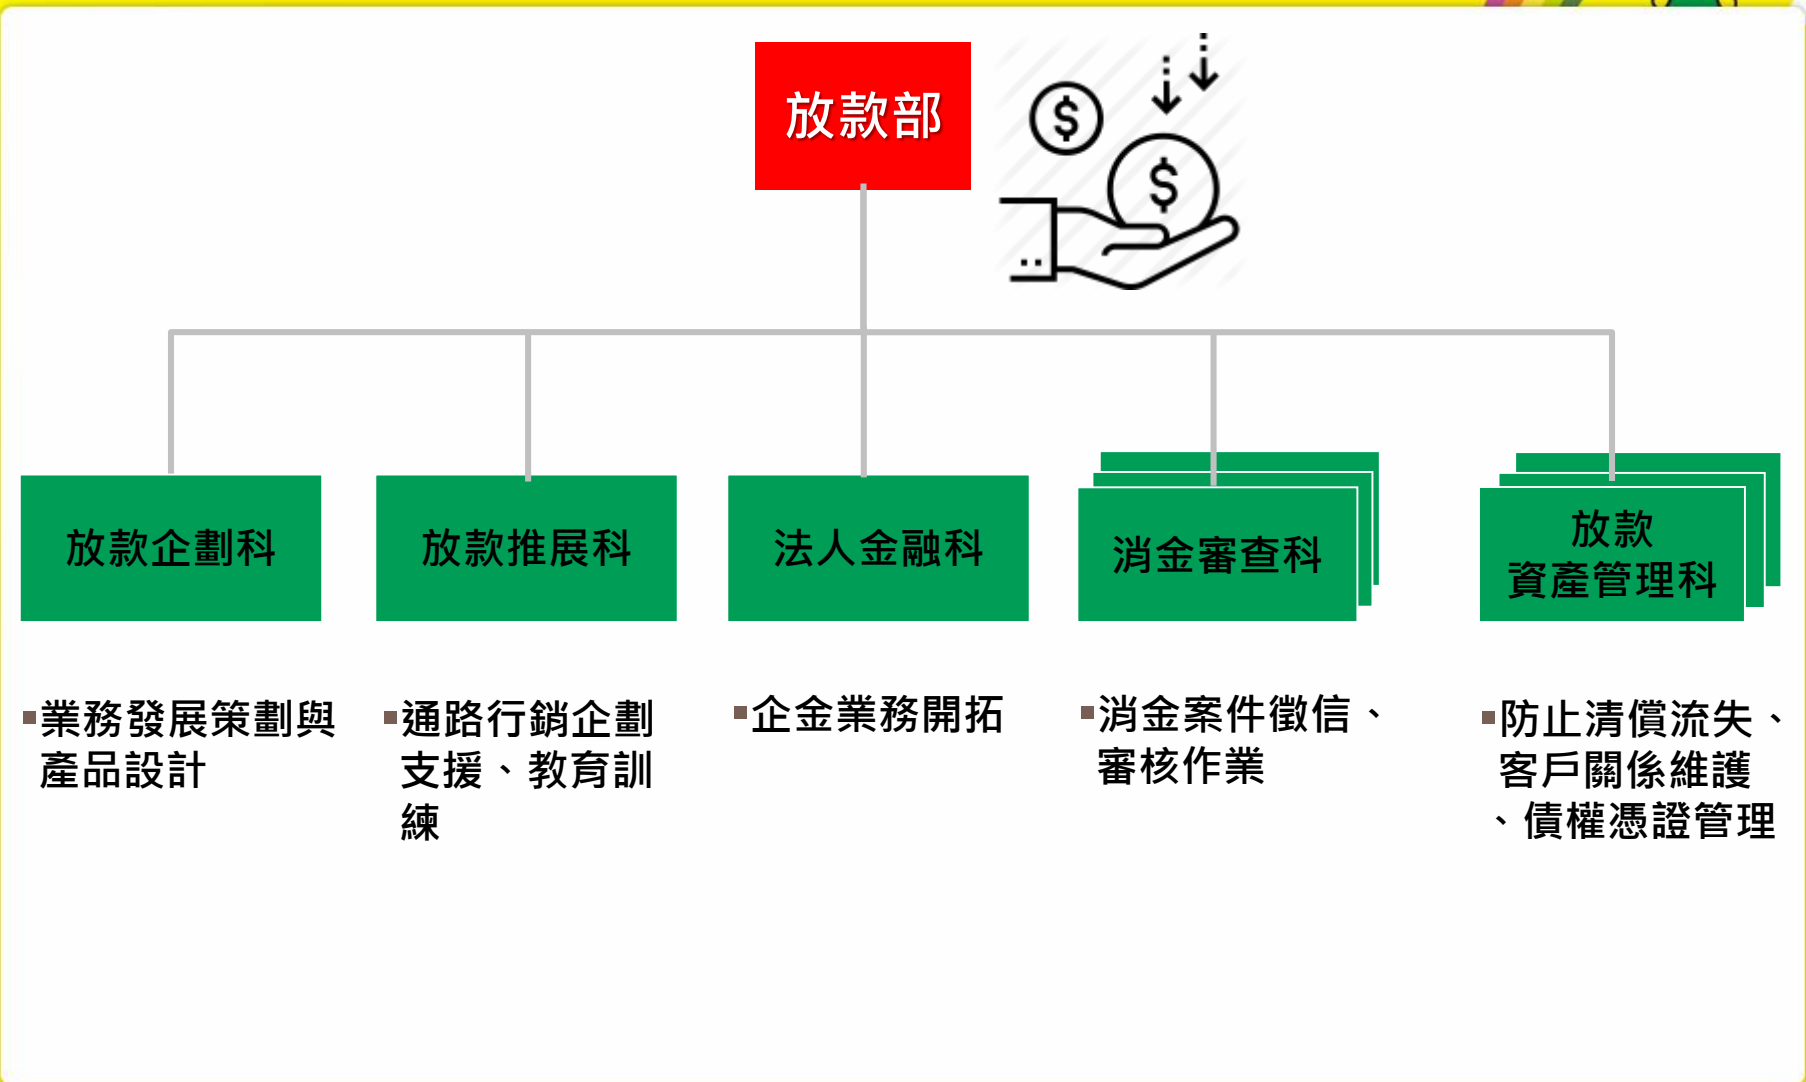 放款部
$
$
放款企劃科
放款推展科
法人金融科
消金審查科
放款
資產管理科
▪業務發展策劃與
產品設計
▪通路行銷企劃
支援、教育訓
練
▪企金業務開拓
▪消金案件徵信、
審核作業
▪防止清償流失、
客戶關係維護
、債權憑證管理